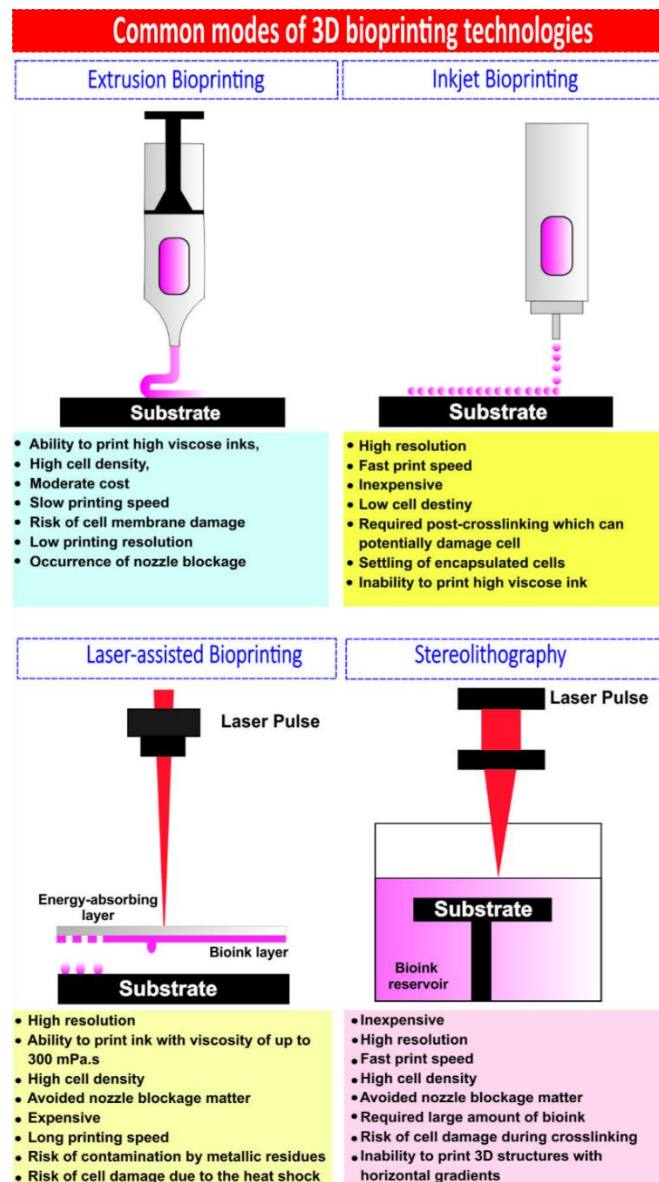 Common modes of 3D bioprinting technologies
Extrusion Bioprinting
Substrate
• Ability to print high viscose inks,
• High cell density,
• Moderate cost
• Slow printing speed
• Risk of cell membrane damage
• Low printing resolution
• Occurrence of nozzle blockage
Inkjet Bioprinting
Substrate
• High resolution
• Fast print speed
• Inexpensive
• Low cell destiny
• Required post-crosslinking which can
potentially damage cell
• Settling of encapsulated cells
• Inability to print high viscose ink
Laser-assisted Bioprinting
Laser Pulse
Energy-absorbing
layer
Bioink layer
Substrate
• High resolution
• Ability to print ink with viscosity of up to
300 mPa.s
• High cell density
• Avoided nozzle blockage matter
• Expensive
• Long printing speed
• Risk of contamination by metallic residues
• Risk of cell damage due to the heat shock
Stereolithography
Laser Pulse
Substrate
Bioink
reservoir
• Inexpensive
• High resolution
• Fast print speed
• High cell density
• Avoided nozzle blockage matter
• Required large amount of bioink
• Risk of cell damage during crosslinking
• Inability to print 3D structures with
horizontal gradients